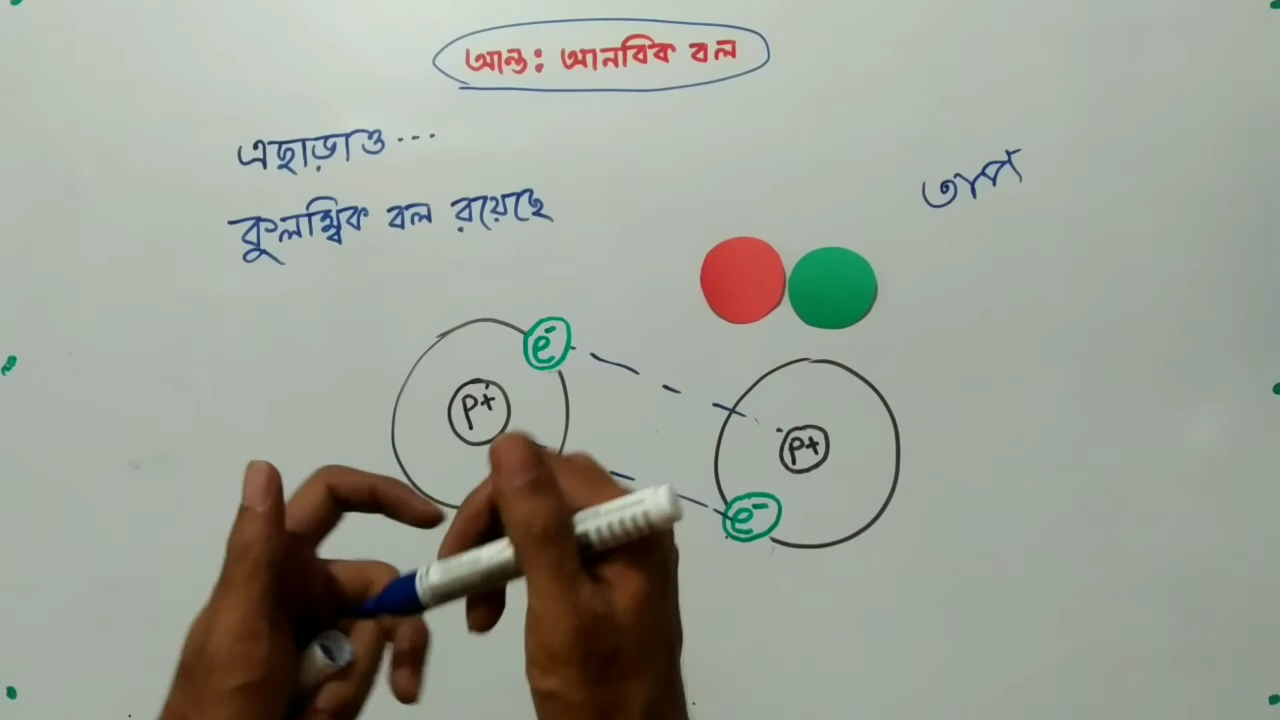 আন্ত: আনবিক বল
এছাড়াও...
কুলম্বিক বল রয়েছে
তাপ
e⁻
P⁺
P+
e⁻